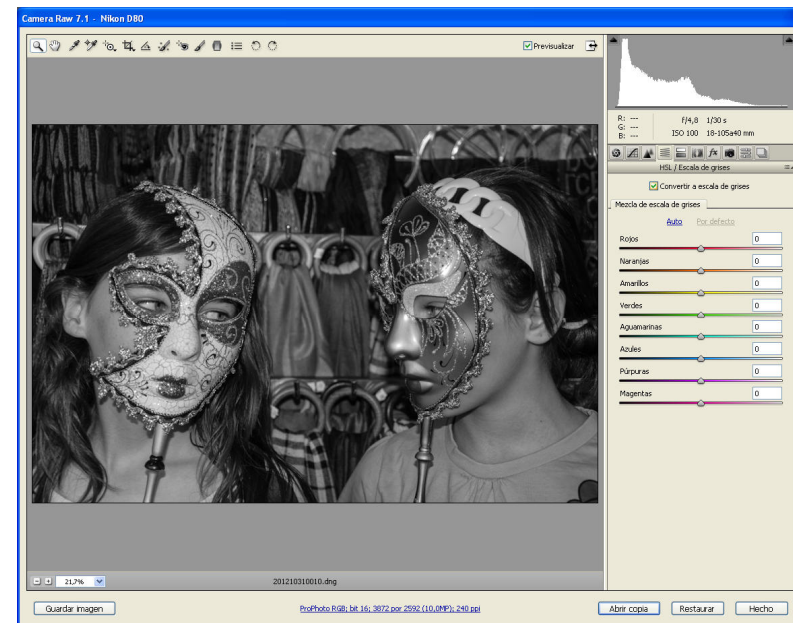 Camera Raw 7.1 - Nikon D80
Previsualizar
R: ---
G: ---
B: ---
f/4,8 1/30 s
ISO 100 18-105a40 mm
fx
HSL / Escala de grises
Convertir a escala de grises
Mezcla de escala de grises
Auto Por defecto
Rojos 0
Naranjas 0
Amarillos 0
Verdes 0
Aguamarinas 0
Azules 0
Púrpuras 0
Magentas 0
21,7%
201210310010.dng
Guardar imagen
ProPhoto RGB; bit 16; 3872 por 2592 (10,0MP); 240 ppi
Abrir copia Restaurar Hecho